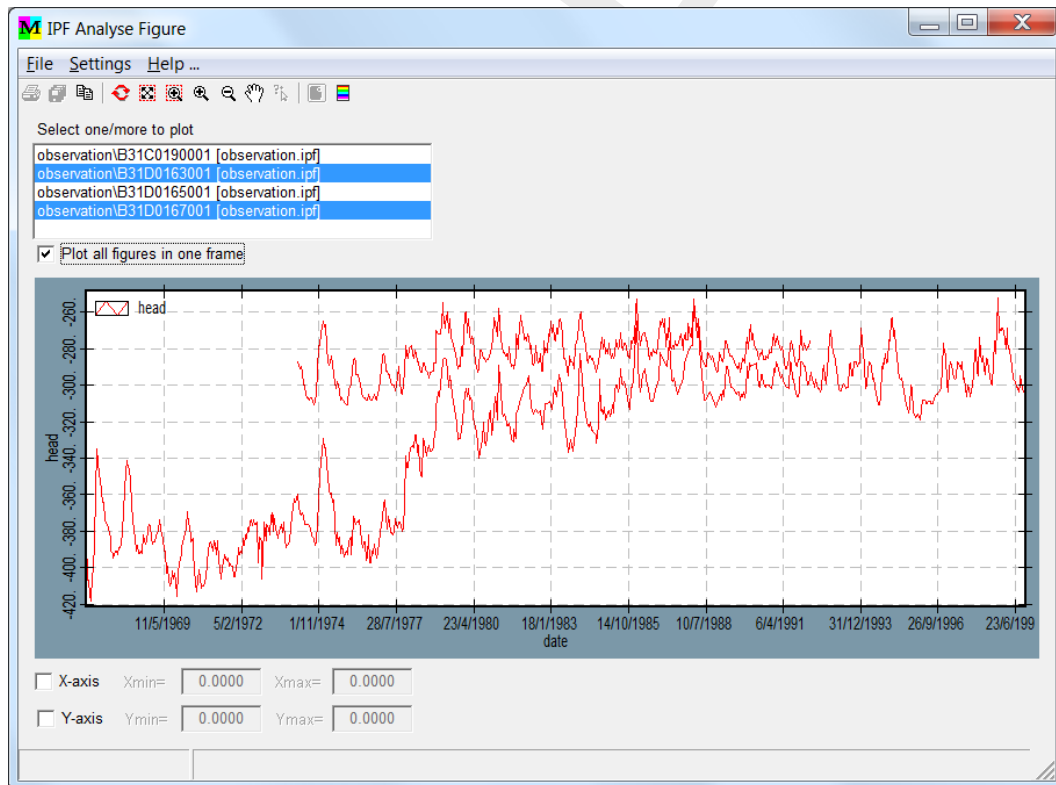 M IPF Analyse Figure
File Settings Help ...
Select one/more to plot
observation\B31C0190001 [observation.ipf]
observation\B31D0163001 [observation.ipf]
observation\B31D0165001 [observation.ipf]
observation\B31D0167001 [observation.ipf]
Plot all figures in one frame
head
head
-260.
-280.
-300.
-320.
-340.
-360.
-380.
-400.
-420.
11/5/1969 5/2/1972 1/11/1974 28/7/1977 23/4/1980 18/1/1983 14/10/1985 10/7/1988 6/4/1991 31/12/1993 26/9/1996 23/6/199
date
X-axis Xmin= 0.0000 Xmax= 0.0000
Y-axis Ymin= 0.0000 Ymax= 0.0000